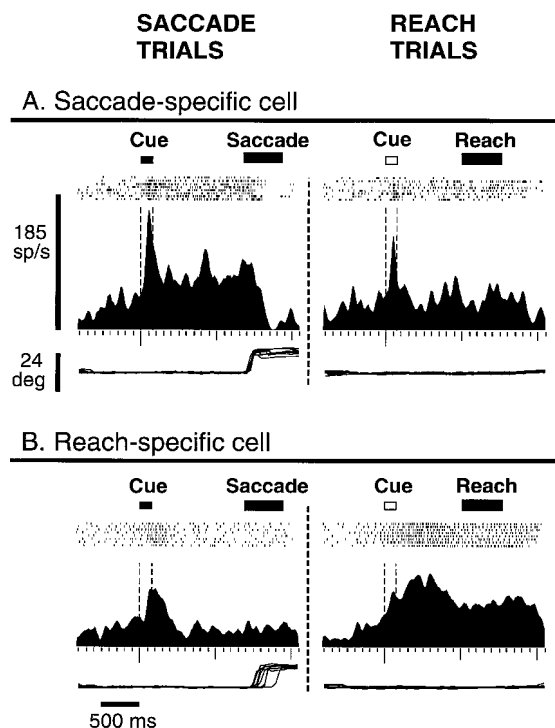 SACCADE TRIALS
REACH TRIALS
A. Saccade-specific cell
Cue
Saccade
Cue
Reach
185 sp/s
24 deg
B. Reach-specific cell
Cue
Saccade
Cue
Reach
500 ms